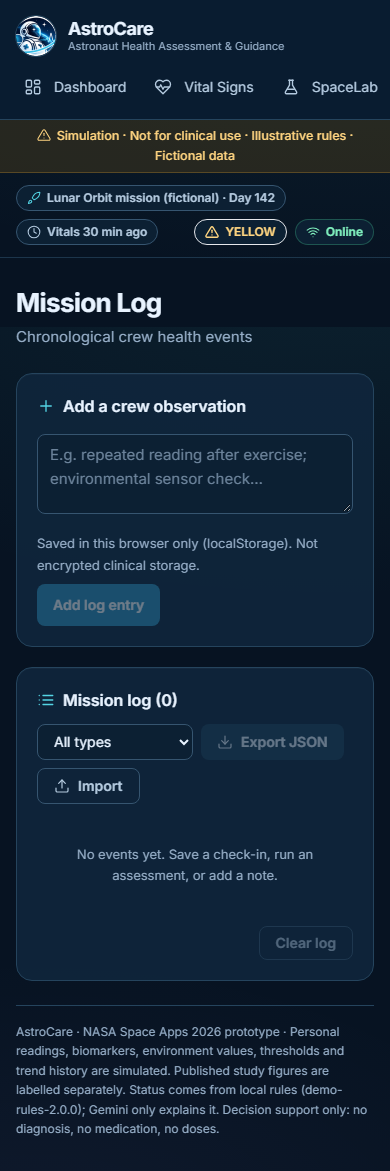 AstroCare
Astronaut Health Assessment & Guidance
Dashboard
Vital Signs
SpaceLab
Simulation · Not for clinical use · Illustrative rules ·
Fictional data
Lunar Orbit mission (fictional) · Day 142
Vitals 30 min ago
YELLOW
Online
Mission Log
Chronological crew health events
Add a crew observation
E.g. repeated reading after exercise;
environmental sensor check...
Saved in this browser only (localStorage). Not
encrypted clinical storage.
Add log entry
Mission log (0)
All types
Export JSON
Import
No events yet. Save a check-in, run an
assessment, or add a note.
Clear log
AstroCare · NASA Space Apps 2026 prototype · Personal
readings, biomarkers, environment values, thresholds and
trend history are simulated. Published study figures are
labelled separately. Status comes from local rules (demo-
rules-2.0.0); Gemini only explains it. Decision support only: no
diagnosis, no medication, no doses.